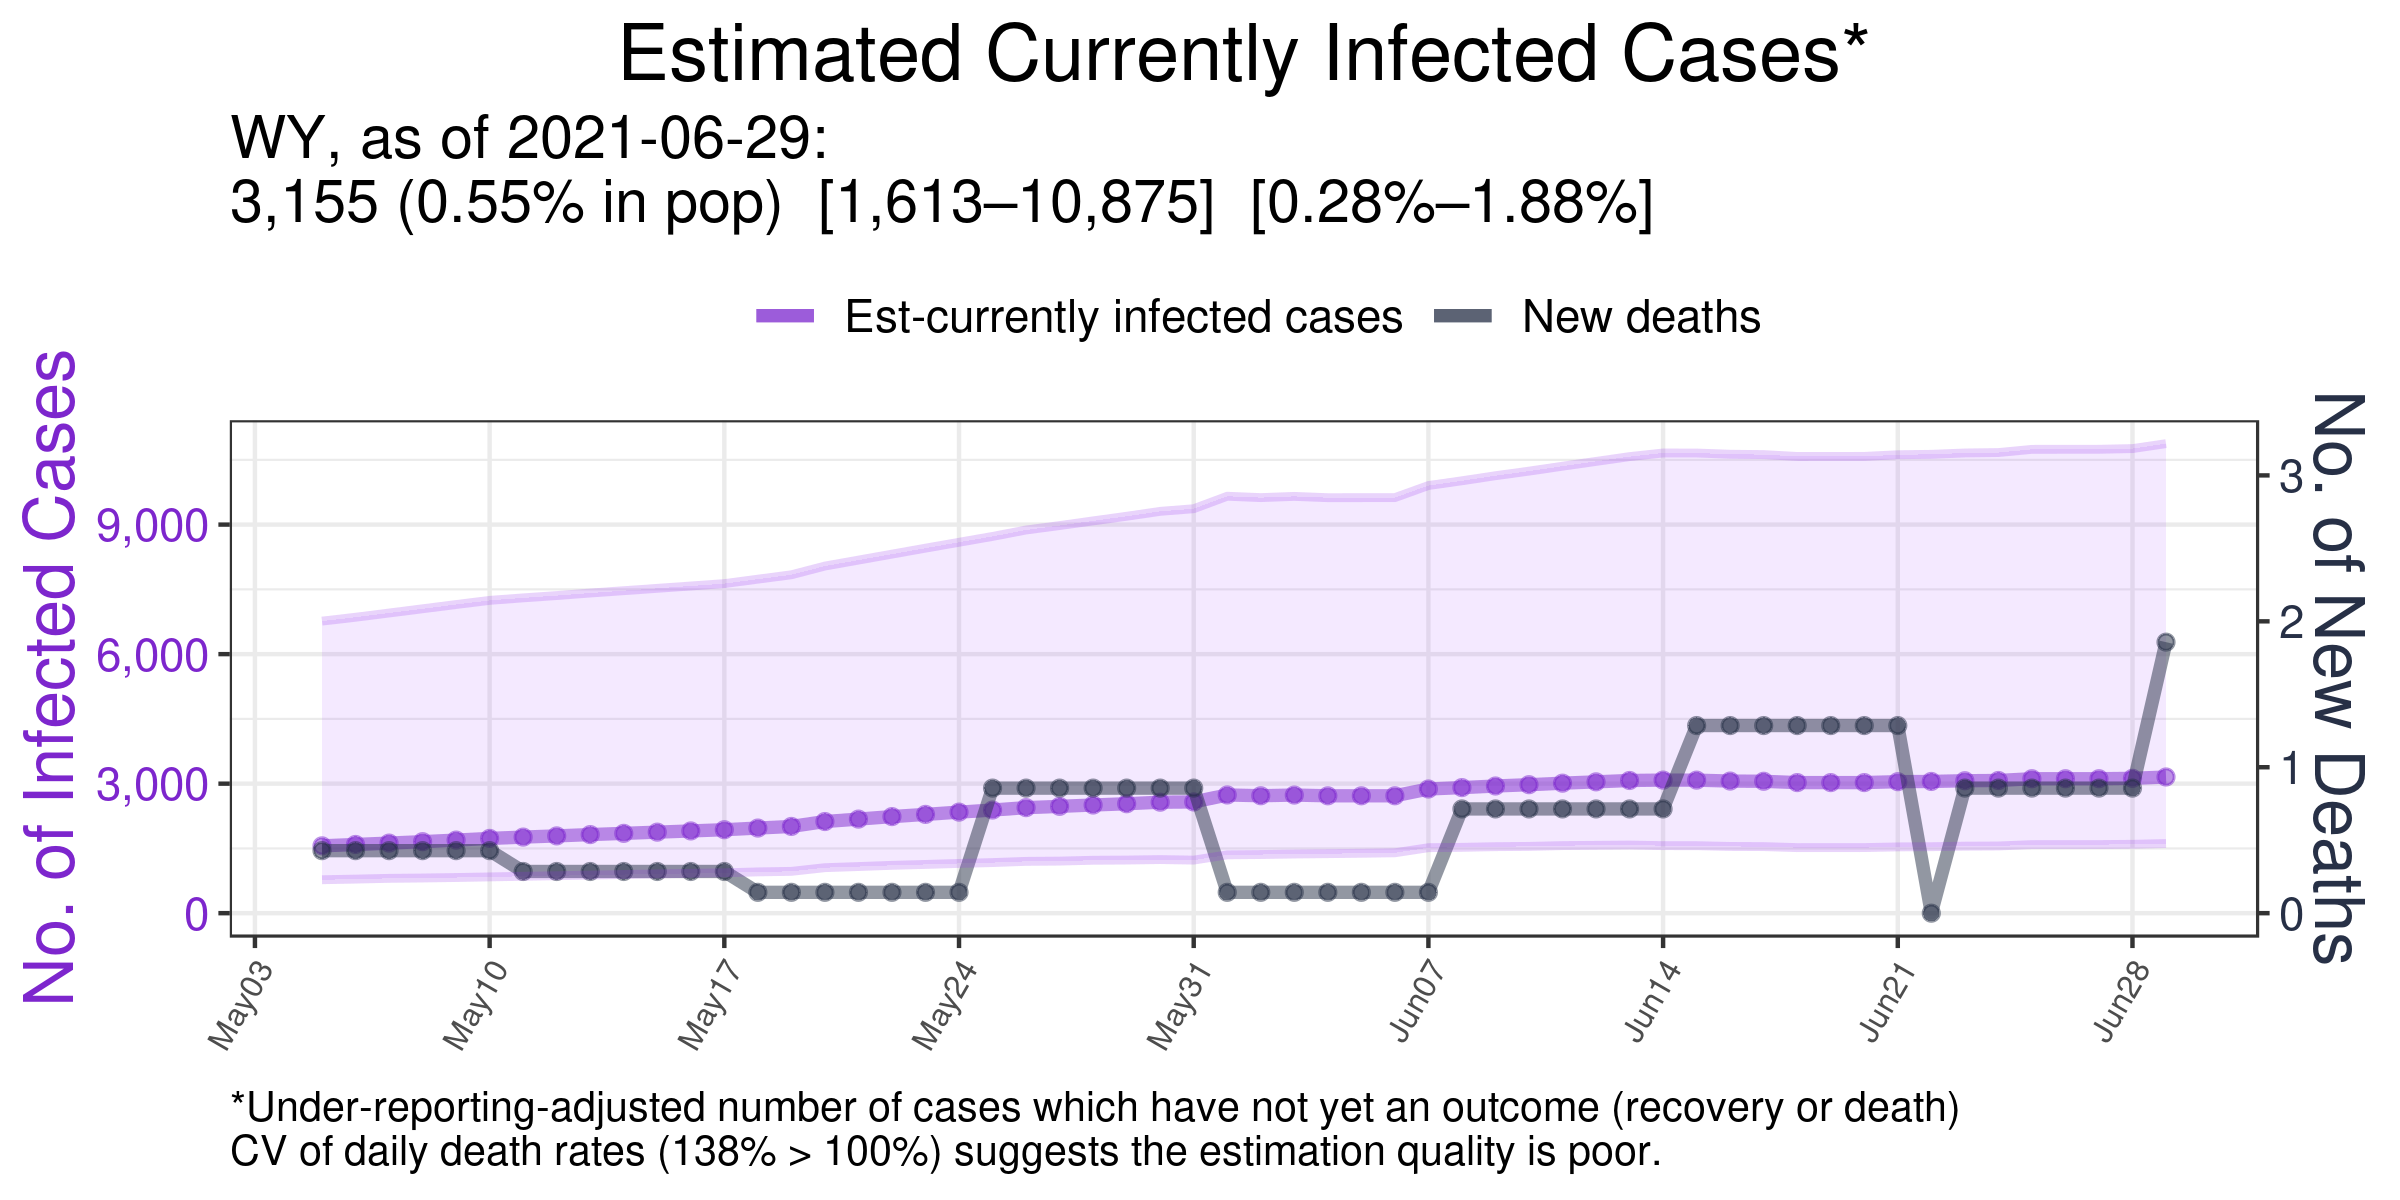 Estimated Currently Infected Cases*
WY, as of 2021-06-29:
3,155 (0.55% in pop)  [1,613–10,875]  [0.28%–1.88%]
Est-currently infected cases
New deaths
No. of Infected Cases
9,000
6,000
3,000
0
No. of New Deaths
3
2
1
0
May03
May10
May17
May24
May31
Jun07
Jun14
Jun21
Jun28
*Under-reporting-adjusted number of cases which have not yet an outcome (recovery or death)
CV of daily death rates (138% > 100%) suggests the estimation quality is poor.